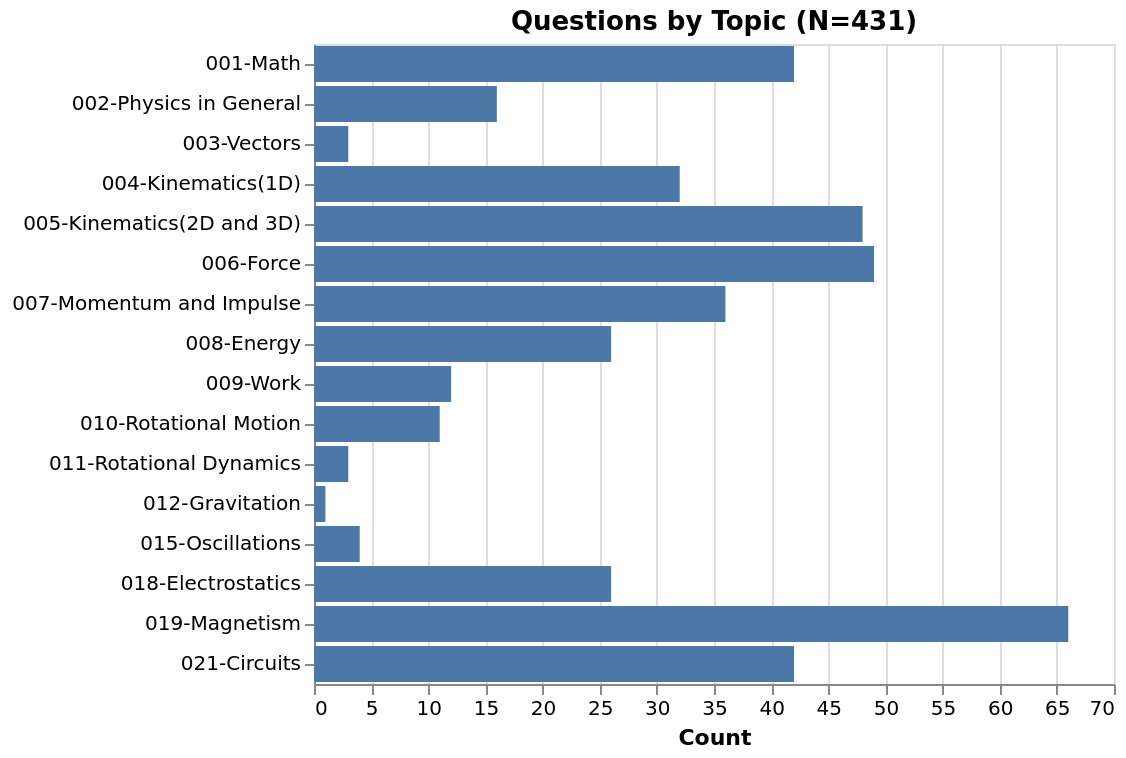 Questions by Topic (N=431)
001-Math
002-Physics in General
003-Vectors
004-Kinematics(1D)
005-Kinematics(2D and 3D)
006-Force
007-Momentum and Impulse
008-Energy
009-Work
010-Rotational Motion
011-Rotational Dynamics
012-Gravitation
015-Oscillations
018-Electrostatics
019-Magnetism
021-Circuits
0 5 10 15 20 25 30 35 40 45 50 55 60 65 70
Count